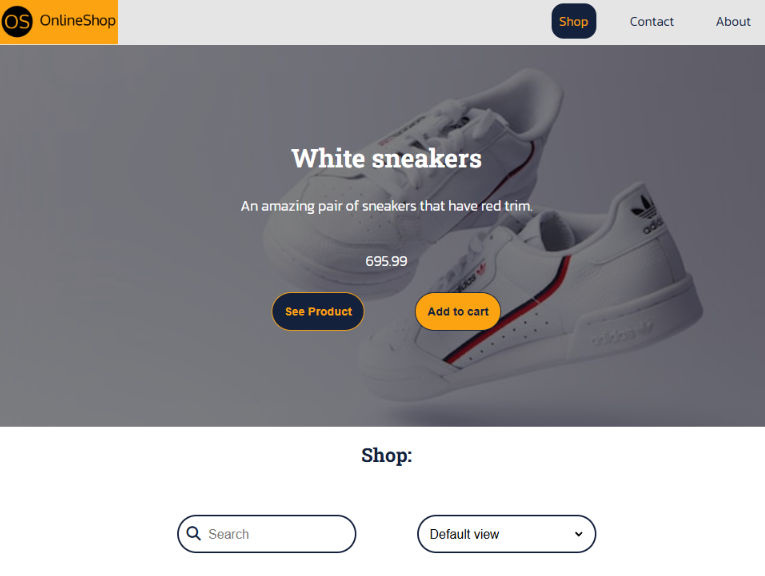 OS OnlineShop Shop Contact About
White sneakers
An amazing pair of sneakers that have red trim.
695.99
See Product Add to cart
adidas
Shop:
Search Default view